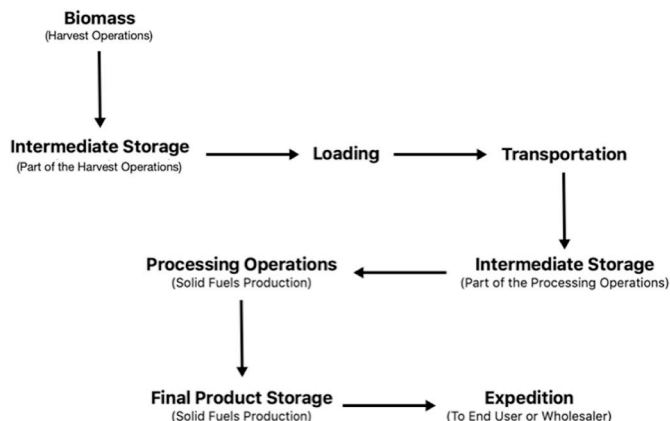 Biomass
(Harvest Operations)
Intermediate Storage
(Part of the Harvest Operations)
Loading
Transportation
Processing Operations
(Solid Fuels Production)
Intermediate Storage
(Part of the Processing Operations)
Final Product Storage
(Solid Fuels Production)
Expedition
(To End User or Wholesaler)